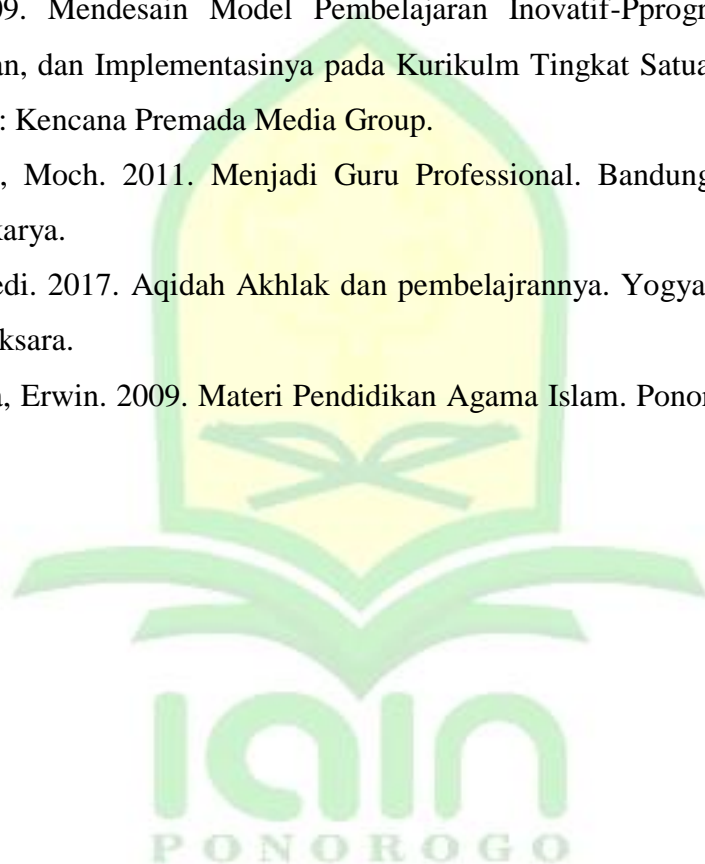 09. Mendesain Model Pembelajaran Inovatif-Pprogr
an, dan Implementasinya pada Kurikulm Tingkat Satua
: Kencana Premada Media Group.
, Moch. 2011. Menjadi Guru Professional. Bandung
karya.
edi. 2017. Aqidah Akhlak dan pembelajrannya. Yogya
ksara.
a, Erwin. 2009. Materi Pendidikan Agama Islam. Ponor
iain
PONOROGO